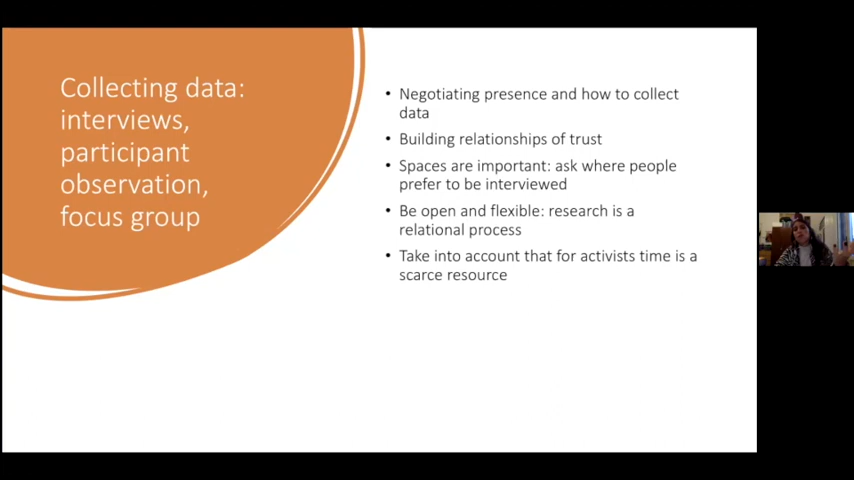 Collecting data:
interviews,
participant
observation,
focus group
• Negotiating presence and how to collect
data
• Building relationships of trust
• Spaces are important: ask where people
prefer to be interviewed
• Be open and flexible: research is a
relational process
• Take into account that for activists time is a
scarce resource